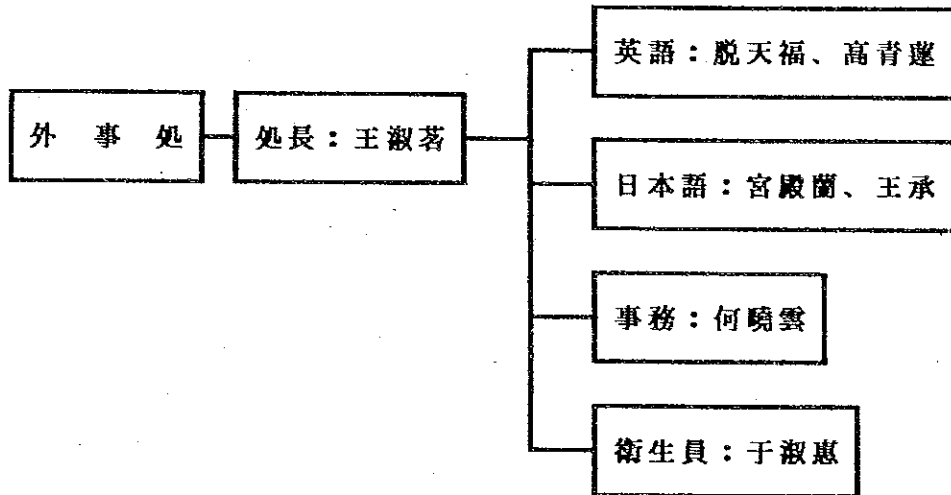 外事処
処長：王淑茗
英語：脱天福、高青蓮
日本語：宮殿蘭、王承
事務：何曉雲
衛生員：于淑惠